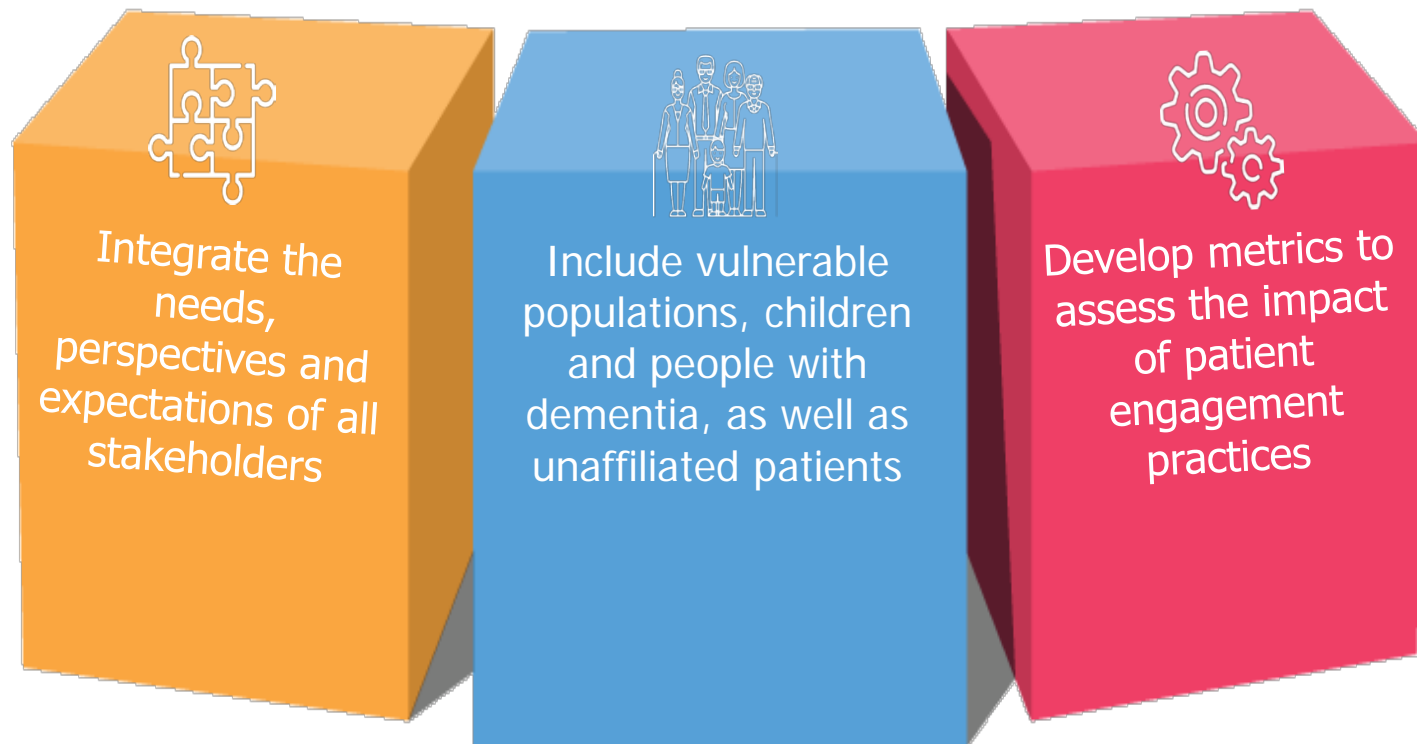 Integrate the
needs,
perspectives and
expectations of all
stakeholders
Include vulnerable
populations, children
and people with
dementia, as well as
unaffiliated patients
Develop metrics to
assess the impact
of patient
engagement
practices